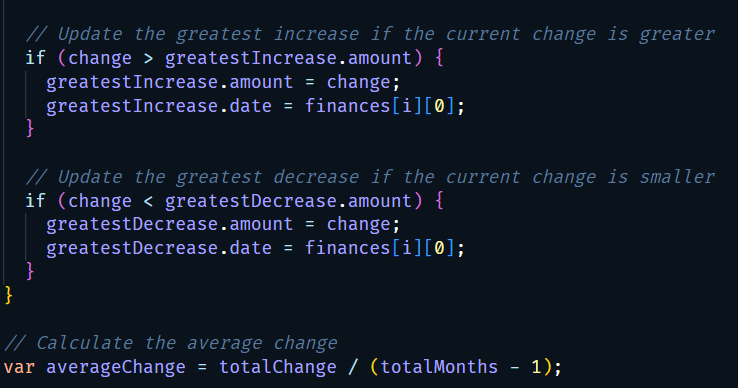 // Update the greatest increase if the current change is greater
if (change > greatestIncrease.amount) {
greatestIncrease.amount = change;
greatestIncrease.date = finances[i][0];
}
// Update the greatest decrease if the current change is smaller
if (change < greatestDecrease.amount) {
greatestDecrease.amount = change;
greatestDecrease.date = finances[i][0];
}
}
// Calculate the average change
var averageChange = totalChange / (totalMonths - 1);